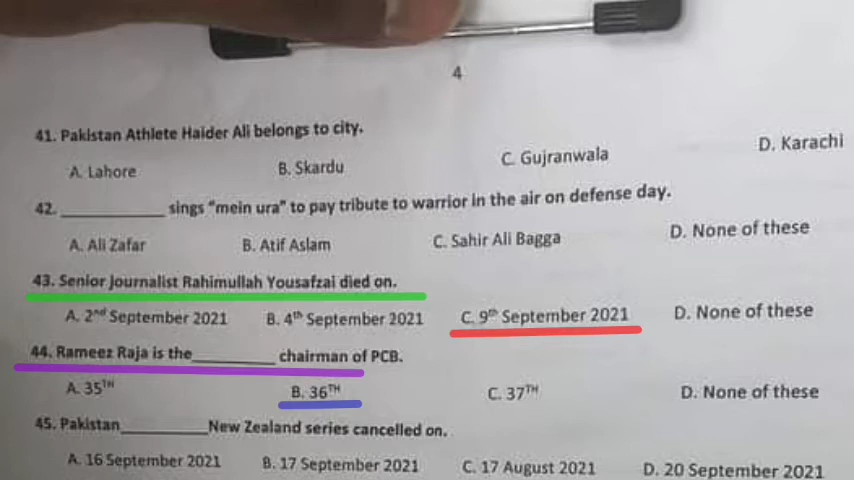 4
41. Pakistan Athlete Haider Ali belongs to city.
A. Lahore B. Skardu C. Gujranwala D. Karachi
42. __________ sings "mein ura" to pay tribute to warrior in the air on defense day.
A. Ali Zafar B. Atif Aslam C. Sahir Ali Bagga D. None of these
43. Senior Journalist Rahimullah Yousafzai died on.
A. 2nd September 2021 B. 4th September 2021 C. 9th September 2021 D. None of these
44. Rameez Raja is the________ chairman of PCB.
A. 35TH B. 36TH C. 37TH D. None of these
45. Pakistan________New Zealand series cancelled on.
A. 16 September 2021 B. 17 September 2021 C. 17 August 2021 D. 20 September 2021